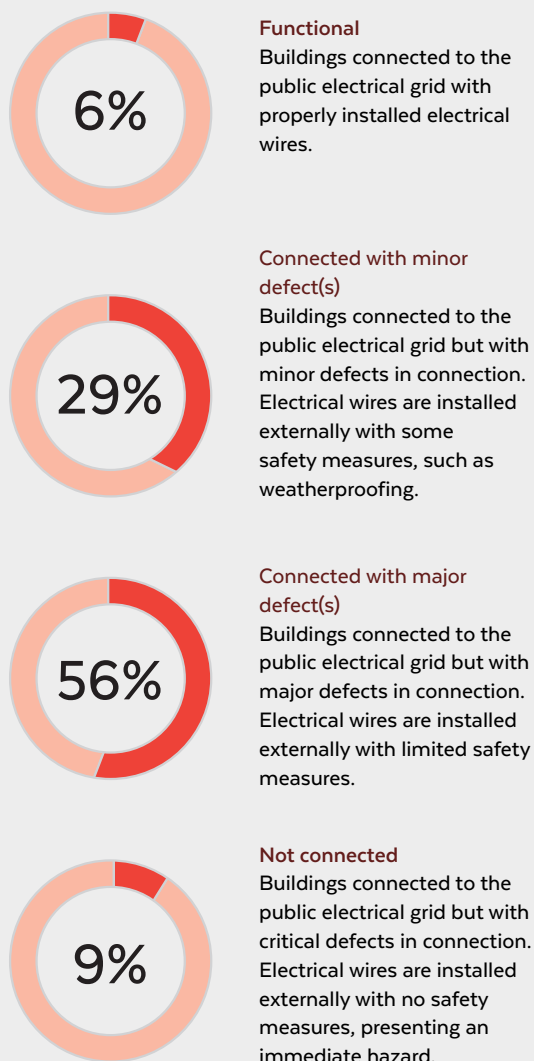 6%
Functional
Buildings connected to the
public electrical grid with
properly installed electrical
wires.
29%
Connected with minor
defect(s)
Buildings connected to the
public electrical grid but with
minor defects in connection.
Electrical wires are installed
externally with some
safety measures, such as
weatherproofing.
56%
Connected with major
defect(s)
Buildings connected to the
public electrical grid but with
major defects in connection.
Electrical wires are installed
externally with limited safety
measures.
9%
Not connected
Buildings connected to the
public electrical grid but with
critical defects in connection.
Electrical wires are installed
externally with no safety
measures, presenting an
immediate hazard.